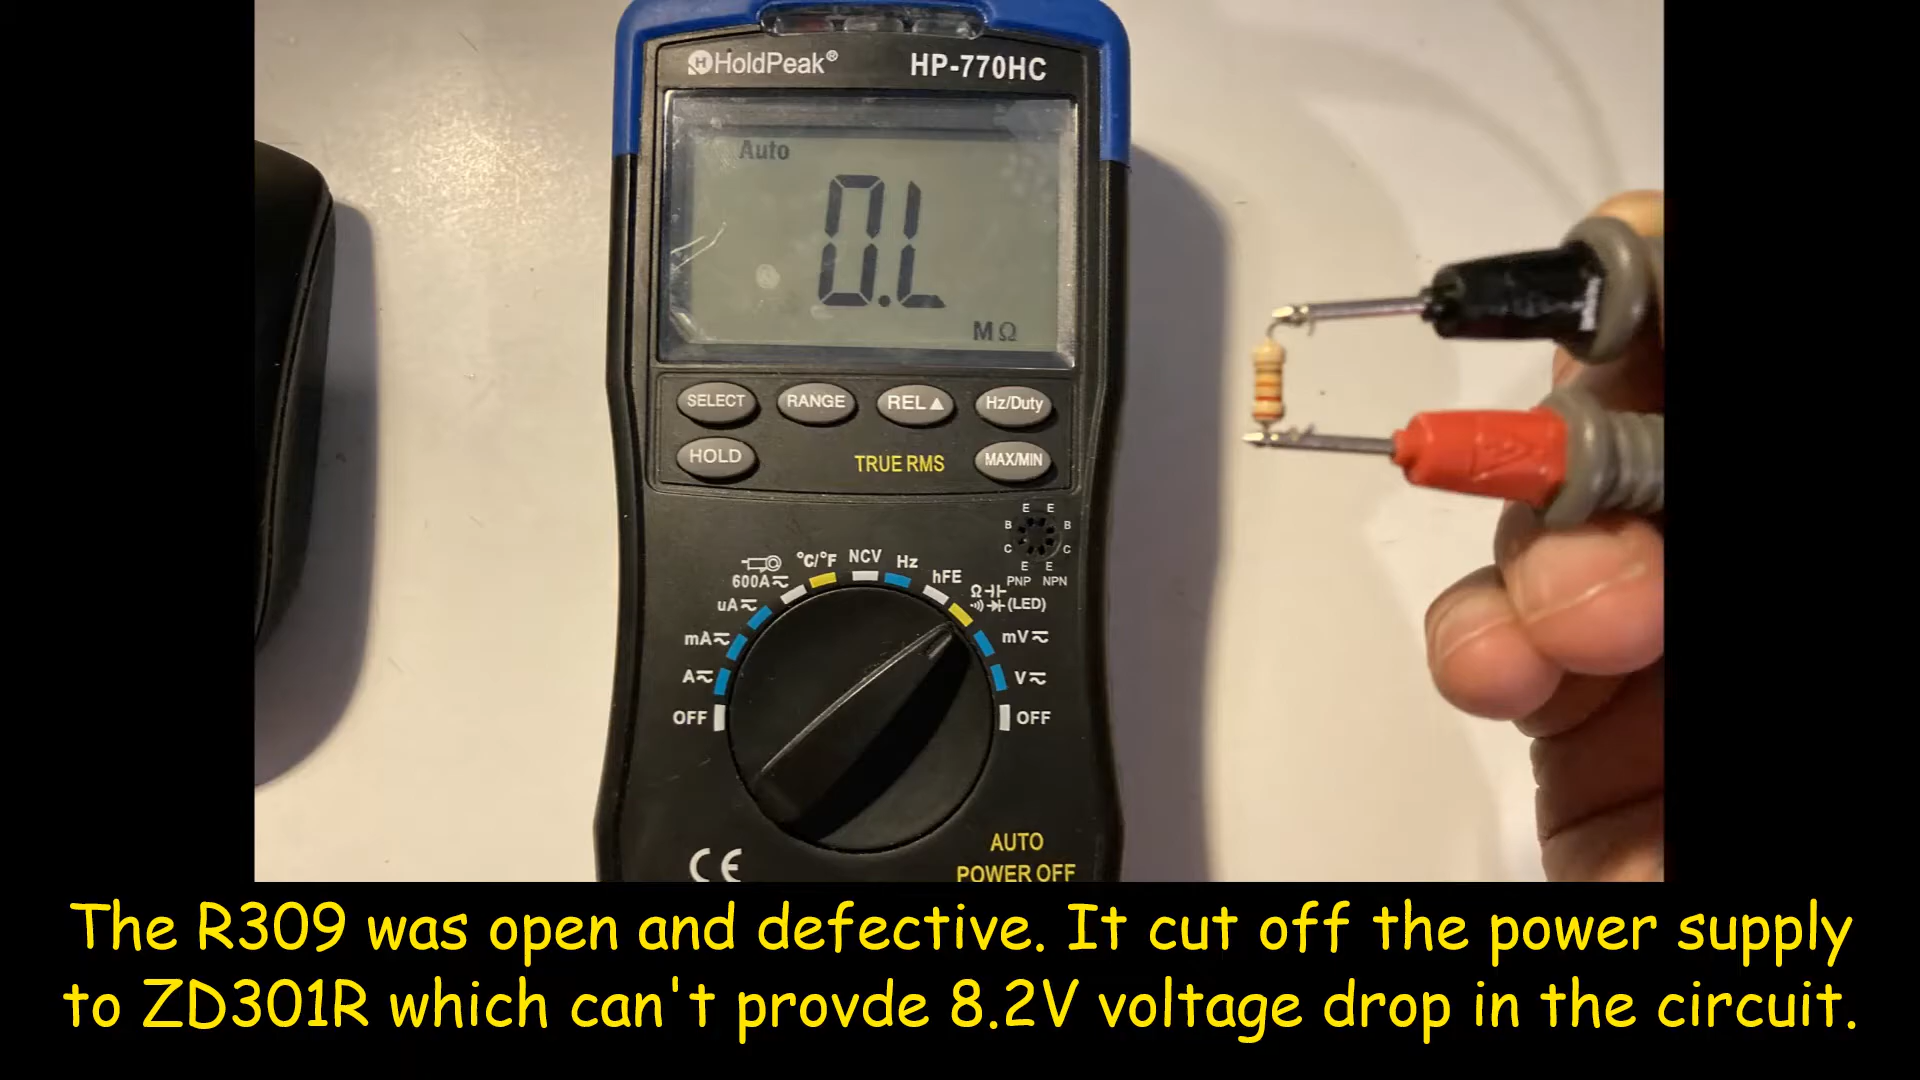 HoldPeak® HP-770HC
Auto
0.L
MΩ
SELECT RANGE REL▲ Hz/Duty
HOLD TRUE RMS MAX/MIN
E E
B B
C C
E E
PNP NPN
600A
°C/°F
NCV
Hz
hFE
Ω
(LED)
uA
mA
A
OFF
mV
V
OFF
CE
AUTO
POWER OFF
The R309 was open and defective. It cut off the power supply
to ZD301R which can't provde 8.2V voltage drop in the circuit.